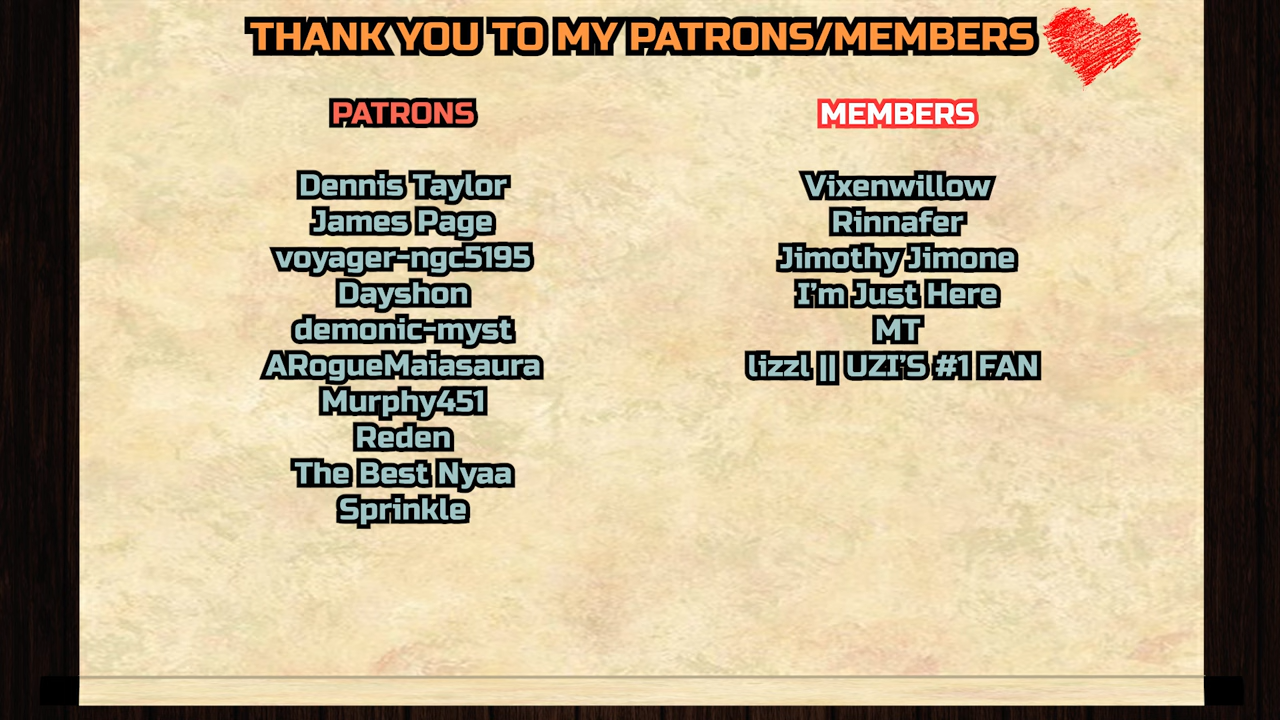 THANK YOU TO MY PATRONS/MEMBERS
PATRONS
Dennis Taylor
James Page
voyager-ngc5195
Dayshon
demonic-myst
ARogueMaiasaura
Murphy451
Reden
The Best Nyaa
Sprinkle
MEMBERS
Vixenwillow
Rinnafer
Jimothy Jimone
I'm Just Here
MT
lizzl || UZI'S #1 FAN